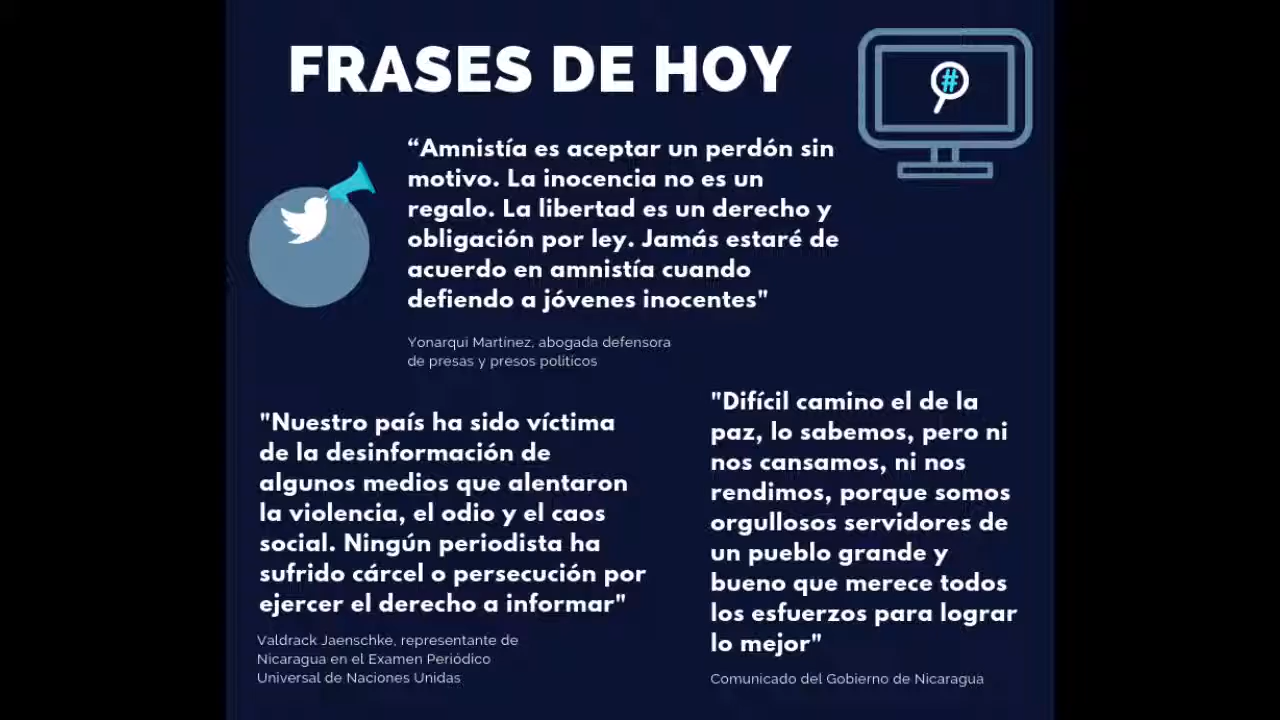 FRASES DE HOY
#
“Amnistía es aceptar un perdón sin
motivo. La inocencia no es un
regalo. La libertad es un derecho y
obligación por ley. Jamás estaré de
acuerdo en amnistía cuando
defiendo a jóvenes inocentes"
Yonarqui Martínez, abogada defensora
de presas y presos políticos
"Nuestro país ha sido víctima
de la desinformación de
algunos medios que alentaron
la violencia, el odio y el caos
social. Ningún periodista ha
sufrido cárcel o persecución por
ejercer el derecho a informar"
Valdrack Jaenschke, representante de
Nicaragua en el Examen Periódico
Universal de Naciones Unidas
"Difícil camino el de la
paz, lo sabemos, pero ni
nos cansamos, ni nos
rendimos, porque somos
orgullosos servidores de
un pueblo grande y
bueno que merece todos
los esfuerzos para lograr
lo mejor"
Comunicado del Gobierno de Nicaragua